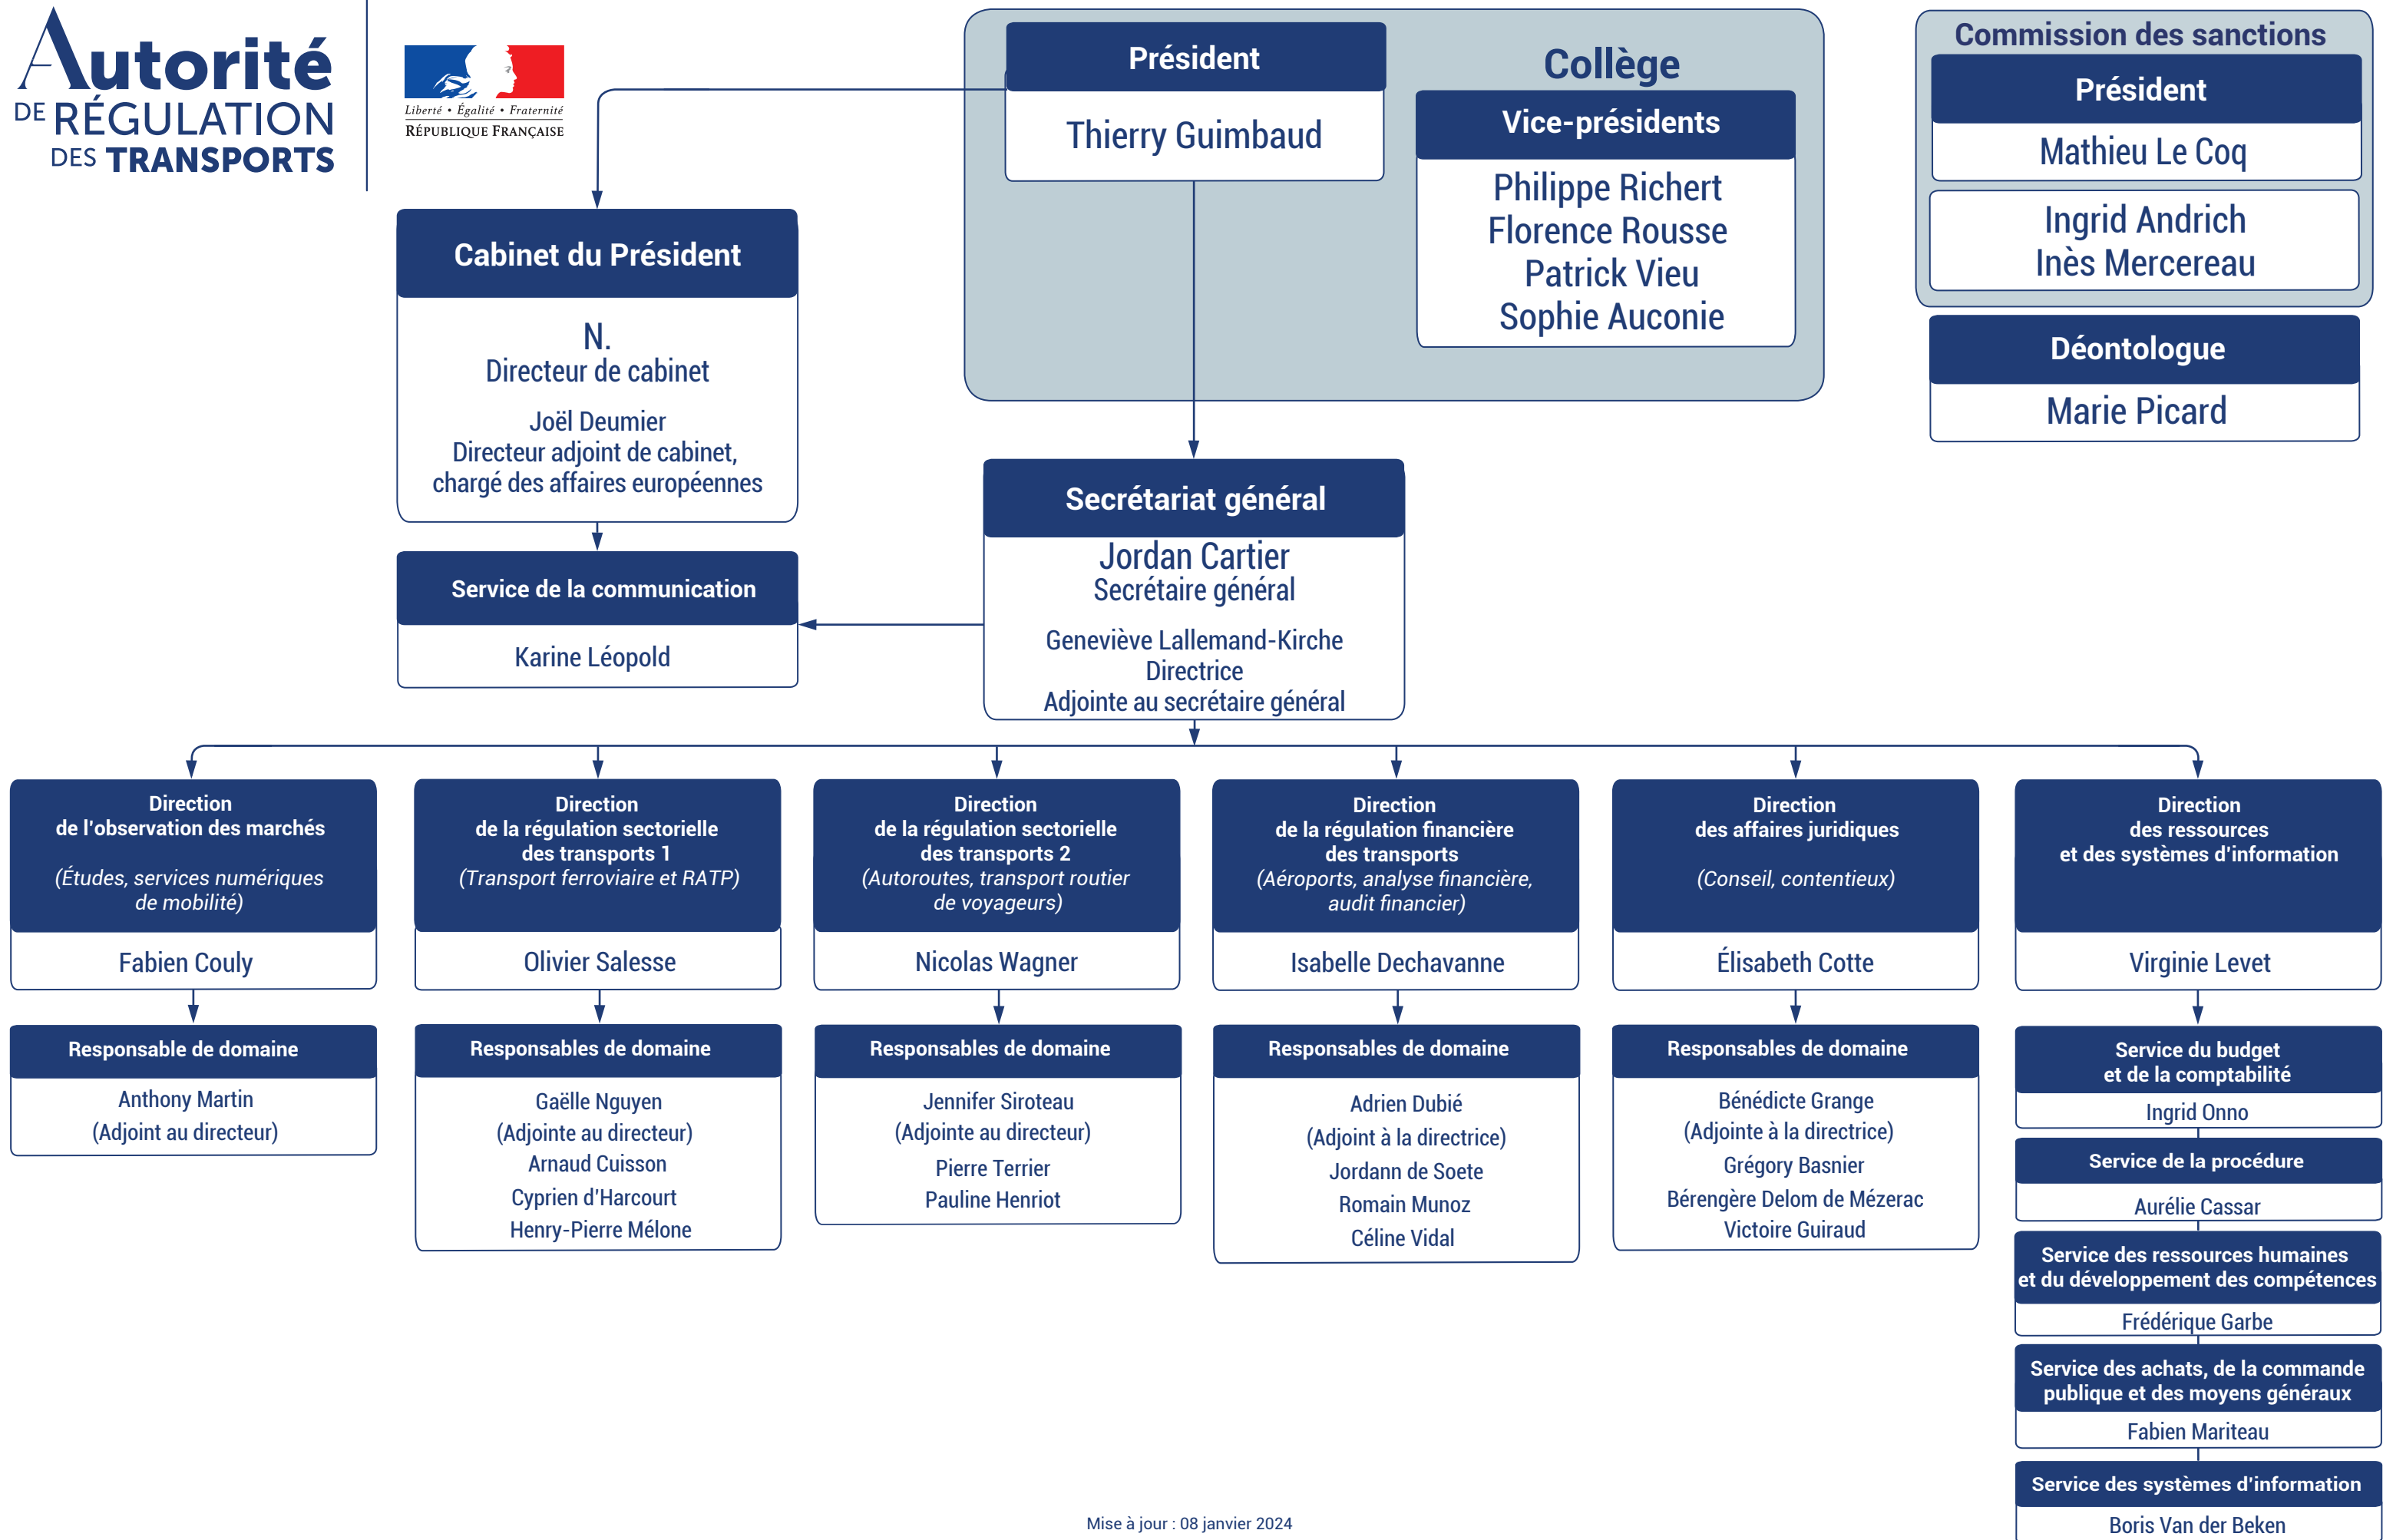 Autorité
DE RÉGULATION
DES TRANSPORTS
Liberté • Égalité • Fraternité
RÉPUBLIQUE FRANÇAISE
Président
Thierry Guimbaud
Collège
Vice-présidents
Philippe Richert
Florence Rousse
Patrick Vieu
Sophie Auconie
Commission des sanctions
Président
Mathieu Le Coq
Ingrid Andrich
Inès Mercereau
Déontologue
Marie Picard
Cabinet du Président
N.
Directeur de cabinet
Joël Deumier
Directeur adjoint de cabinet,
chargé des affaires européennes
Service de la communication
Karine Léopold
Secrétariat général
Jordan Cartier
Secrétaire général
Geneviève Lallemand-Kirche
Directrice
Adjointe au secrétaire général
Direction
de l'observation des marchés
(Études, services numériques
de mobilité)
Fabien Couly
Responsable de domaine
Anthony Martin
(Adjoint au directeur)
Direction
de la régulation sectorielle
des transports 1
(Transport ferroviaire et RATP)
Olivier Salesse
Responsables de domaine
Gaëlle Nguyen
(Adjointe au directeur)
Arnaud Cuisson
Cyprien d'Harcourt
Henry-Pierre Mélone
Direction
de la régulation sectorielle
des transports 2
(Autoroutes, transport routier
de voyageurs)
Nicolas Wagner
Responsables de domaine
Jennifer Siroteau
(Adjointe au directeur)
Pierre Terrier
Pauline Henriot
Direction
de la régulation financière
des transports
(Aéroports, analyse financière,
audit financier)
Isabelle Dechavanne
Responsables de domaine
Adrien Dubié
(Adjoint à la directrice)
Jordann de Soete
Romain Munoz
Céline Vidal
Direction
des affaires juridiques
(Conseil, contentieux)
Élisabeth Cotte
Responsables de domaine
Bénédicte Grange
(Adjointe à la directrice)
Grégory Basnier
Bérengère Delom de Mézerac
Victoire Guiraud
Direction
des ressources
et des systèmes d'information
Virginie Levet
Service du budget
et de la comptabilité
Ingrid Onno
Service de la procédure
Aurélie Cassar
Service des ressources humaines
et du développement des compétences
Frédérique Garbe
Service des achats, de la commande
publique et des moyens généraux
Fabien Mariteau
Service des systèmes d'information
Boris Van der Beken
Mise à jour : 08 janvier 2024